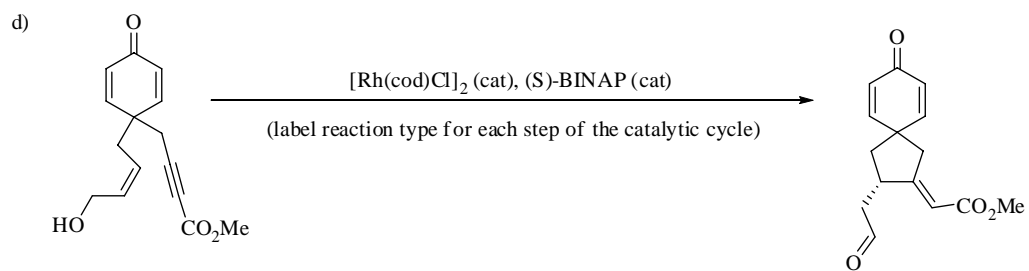 d)
O
O
[Rh(cod)Cl]2 (cat), (S)-BINAP (cat)
(label reaction type for each step of the catalytic cycle)
HO
CO2Me
CO2Me
O